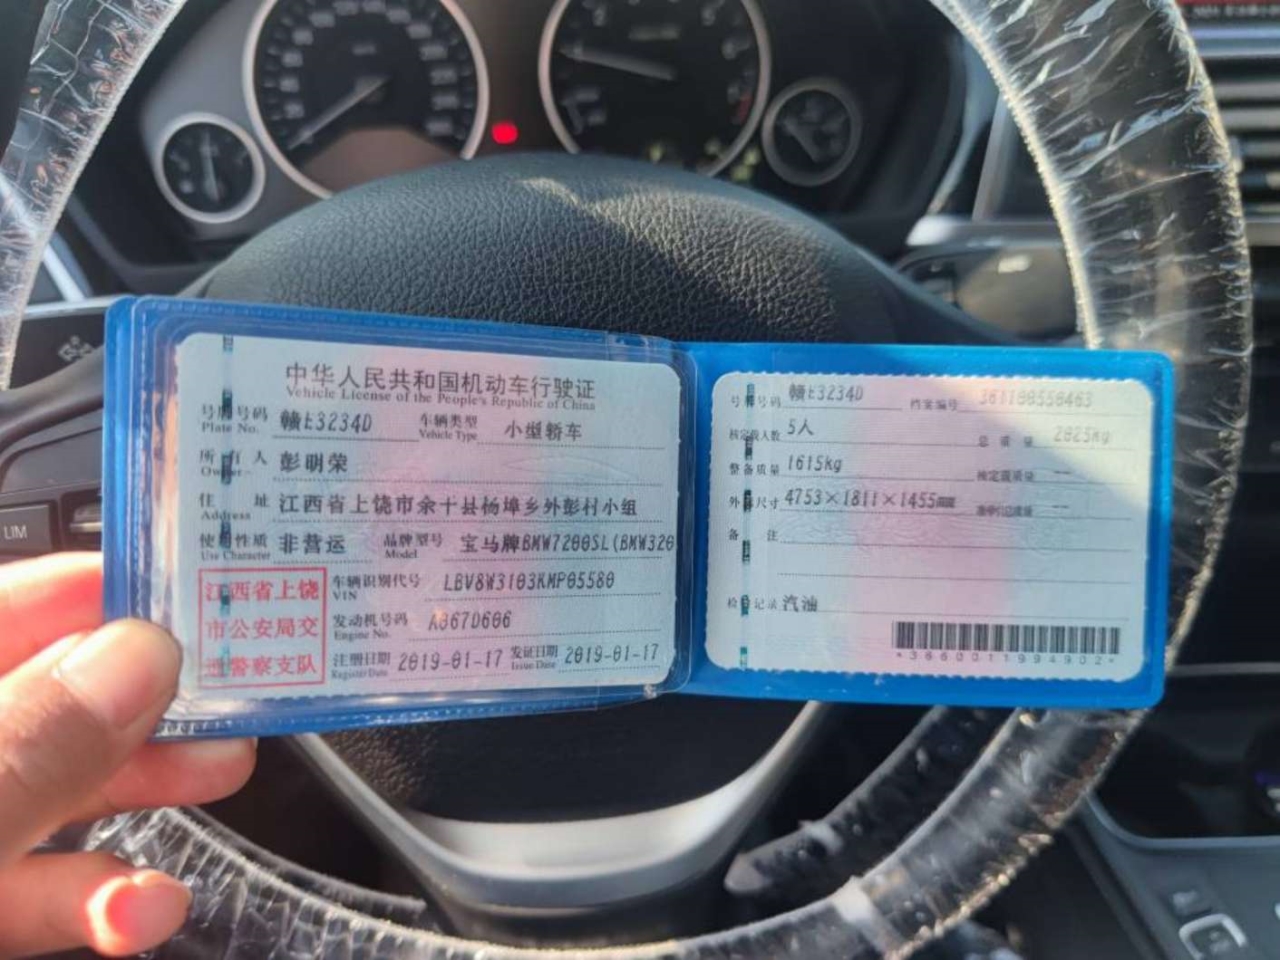 中华人民共和国机动车行驶证
Vehicle License of the People's Republic of China
号牌号码 赣E3234D 车辆类型 小型轿车
Plate No. Vehicle Type
所有人 彭明荣
Owner
住址 江西省上饶市余干县杨埠乡外彭村小组
Address
使用性质 非营运 品牌型号 宝马牌BMW7200SL(BMW320
Use Character Model
江西省上饶
市公安局交
通警察支队
车辆识别代号 LBV8W3103KMP05580
VIN
发动机号码 A867D606
Engine No.
注册日期 2019-01-17 发证日期 2019-01-17
Register Date Issue Date
号牌号码 赣E3234D 档案编号 361100550463
核定载人数 5人 总质量 2025kg
整备质量 1615kg 核定载质量 --
外廓尺寸 4753×1811×1455mm --
备注
检验记录 汽油
*3660011994902*
LIM